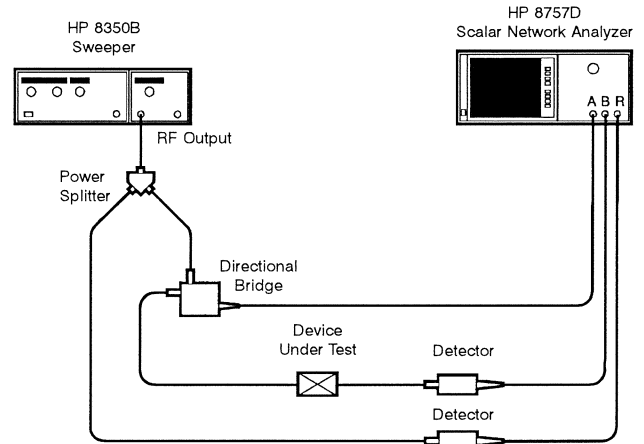 HP 8350B
Sweeper
HP 8757D
Scalar Network Analyzer
A B R
RF Output
Power
Splitter
Directional
Bridge
Device
Under Test
Detector
Detector